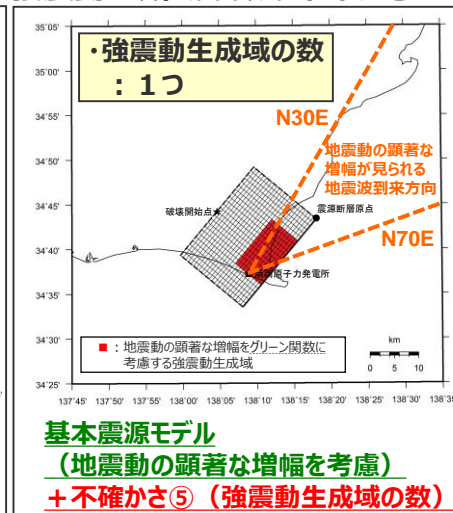 ・強震動生成域の数
：1つ
N30E
地震動の顕著な
増幅が見られる
地震波到来方向
破壊開始点
震源断層原点
N70E
原子力発電所
■：地震動の顕著な増幅をグリーン関数に
考慮する強震動生成域
km
0 5 10
35°05'
35°00'
34°55'
34°50'
34°45'
34°40'
34°35'
34°30'
34°25'
137°45' 137°50' 137°55' 138°00' 138°05' 138°10' 138°15' 138°20' 138°25' 138°30' 138°35'
基本震源モデル
（地震動の顕著な増幅を考慮）
＋不確かさ⑤（強震動生成域の数）